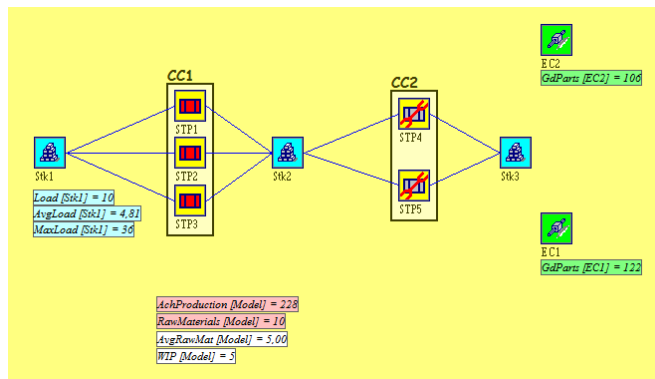 EC2
GdParts [EC2] = 106
CC1
CC2
STP1
STP4
Stk1
STP2
Stk2
Stk3
STP3
STP5
Load [Stk1] = 10
AvgLoad [Stk1] = 4,81
MaxLoad [Stk1] = 36
EC1
GdParts [EC1] = 122
AchProduction [Model] = 228
RawMaterials [Model] = 10
AvgRawMat [Model] = 5,00
WIP [Model] = 5